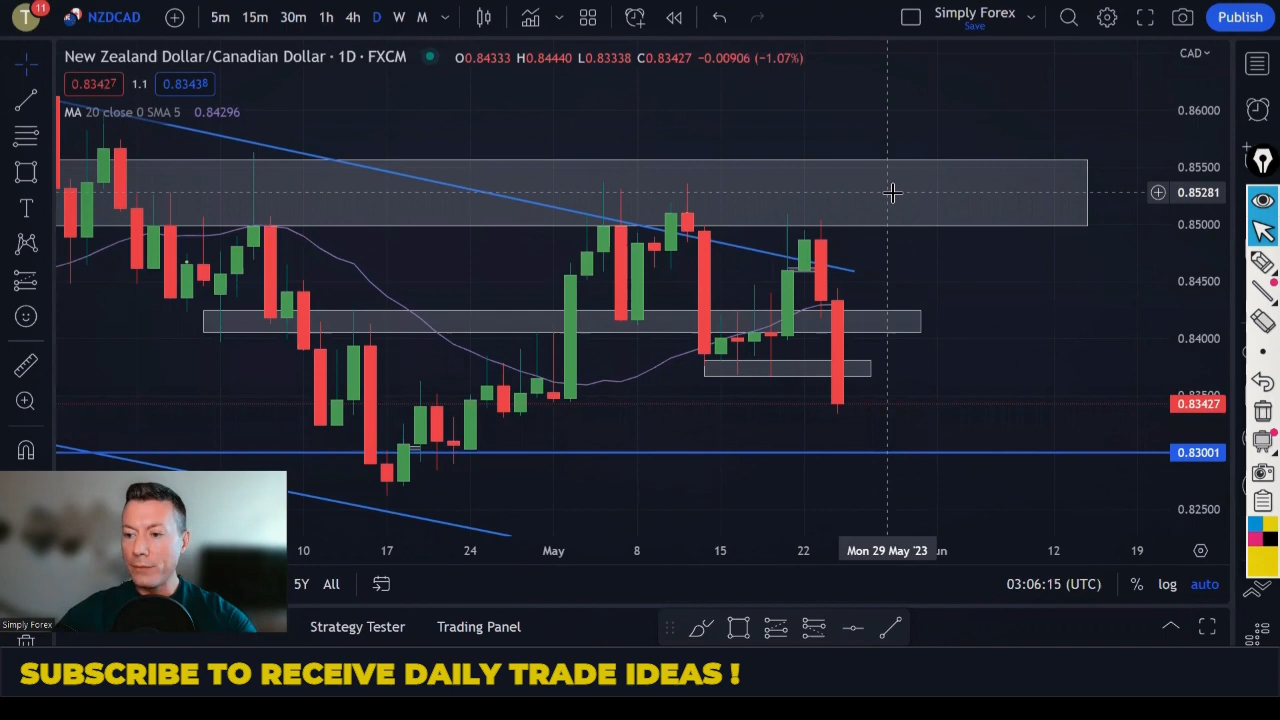 T
11
NZDCAD
5m 15m 30m 1h 4h D W M
Simply Forex
Save
Publish
New Zealand Dollar/Canadian Dollar · 1D · FXCM
O0.84333 H0.84440 L0.83338 C0.83427 −0.00906 (−1.07%)
CAD
0.83427 1.1 0.83438
MA 20 close 0 SMA 5 0.84296
0.86000
0.85500
0.85281
0.85000
0.84500
0.84000
0.83427
0.83001
0.82500
10 17 24 May 8 15 22 Mon 29 May '23 12 19
5Y All
03:06:15 (UTC) % log auto
Simply Forex
Strategy Tester Trading Panel
SUBSCRIBE TO RECEIVE DAILY TRADE IDEAS !